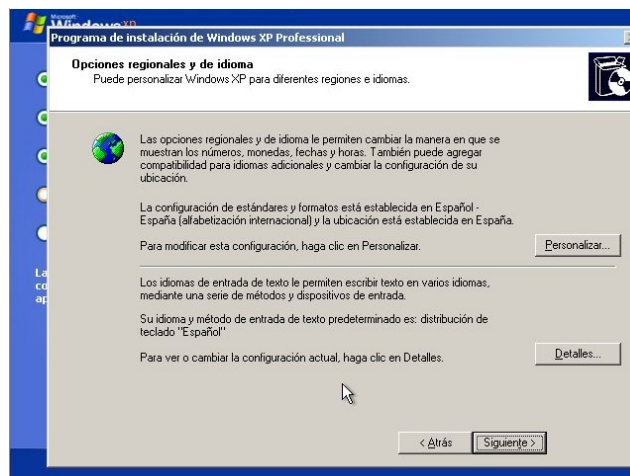 Microsoft
Windows xp
Programa de instalación de Windows XP Professional
Opciones regionales y de idioma
Puede personalizar Windows XP para diferentes regiones e idiomas.
Las opciones regionales y de idioma le permiten cambiar la manera en que se
muestran los números, monedas, fechas y horas. También puede agregar
compatibilidad para idiomas adicionales y cambiar la configuración de su
ubicación.
La configuración de estándares y formatos está establecida en Español -
España (alfabetización internacional) y la ubicación está establecida en España.
Para modificar esta configuración, haga clic en Personalizar.
Personalizar...
Los idiomas de entrada de texto le permiten escribir texto en varios idiomas,
mediante una serie de métodos y dispositivos de entrada.
Su idioma y método de entrada de texto predeterminado es: distribución de
teclado "Español"
Para ver o cambiar la configuración actual, haga clic en Detalles.
Detalles...
< Atrás
Siguiente >